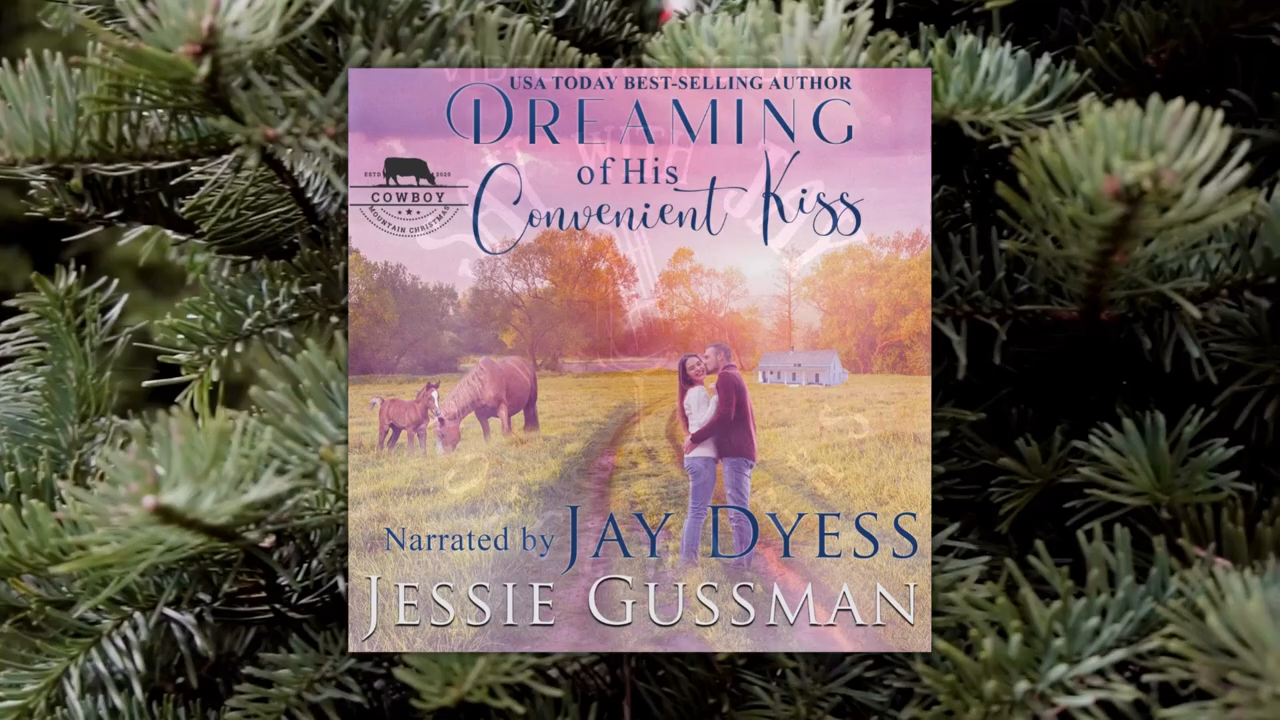 USA TODAY BEST-SELLING AUTHOR
DREAMING
of His
Convenient Kiss
ESTD 2020
COWBOY
MOUNTAIN CHRISTMAS
Narrated by JAY DYESS
JESSIE GUSSMAN